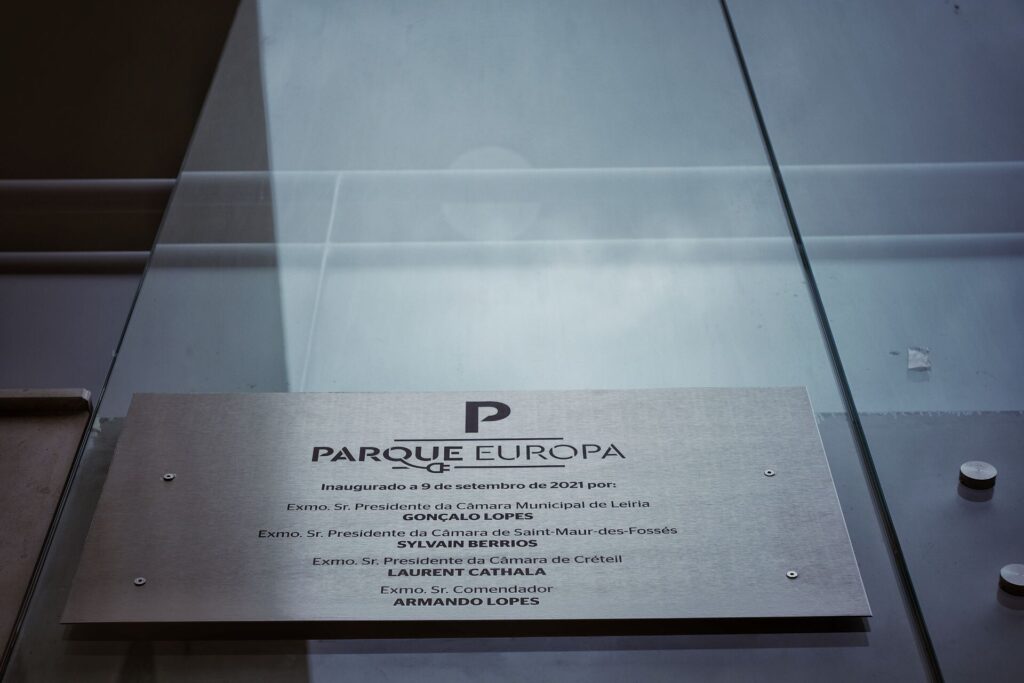 P
PARQUE EUROPA
Inaugurado a 9 de setembro de 2021 por:
Exmo. Sr. Presidente da Câmara Municipal de Leiria
GONÇALO LOPES
Exmo. Sr. Presidente da Câmara de Saint-Maur-des-Fossés
SYLVAIN BERRIOS
Exmo. Sr. Presidente da Câmara de Créteil
LAURENT CATHALA
Exmo. Sr. Comendador
ARMANDO LOPES